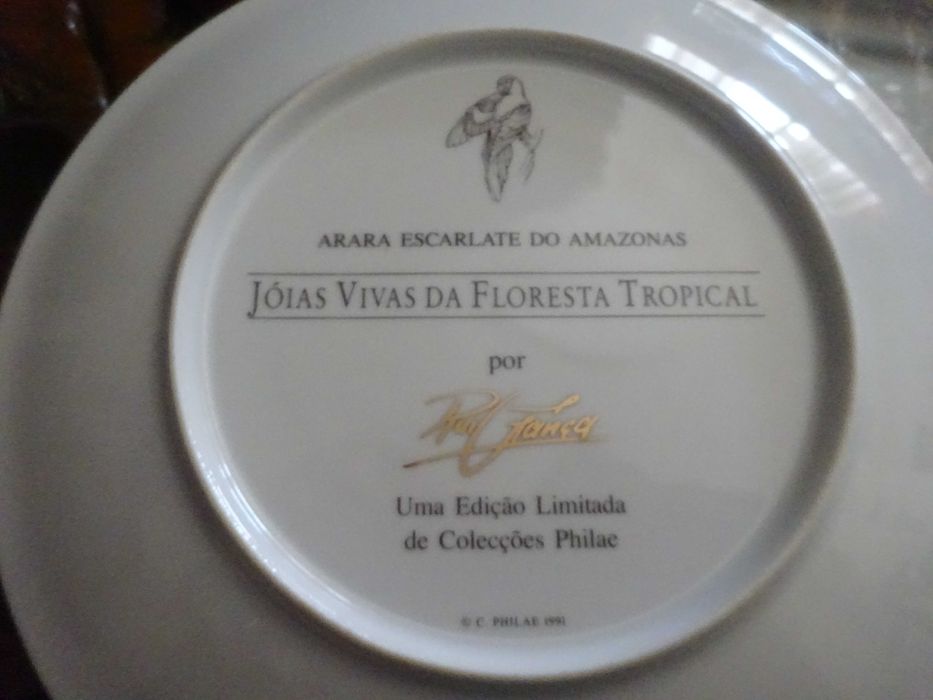 ARARA ESCARLATE DO AMAZONAS
JÓIAS VIVAS DA FLORESTA TROPICAL
por
Uma Edição Limitada
de Colecções Philae
© C. PHILAE 1991